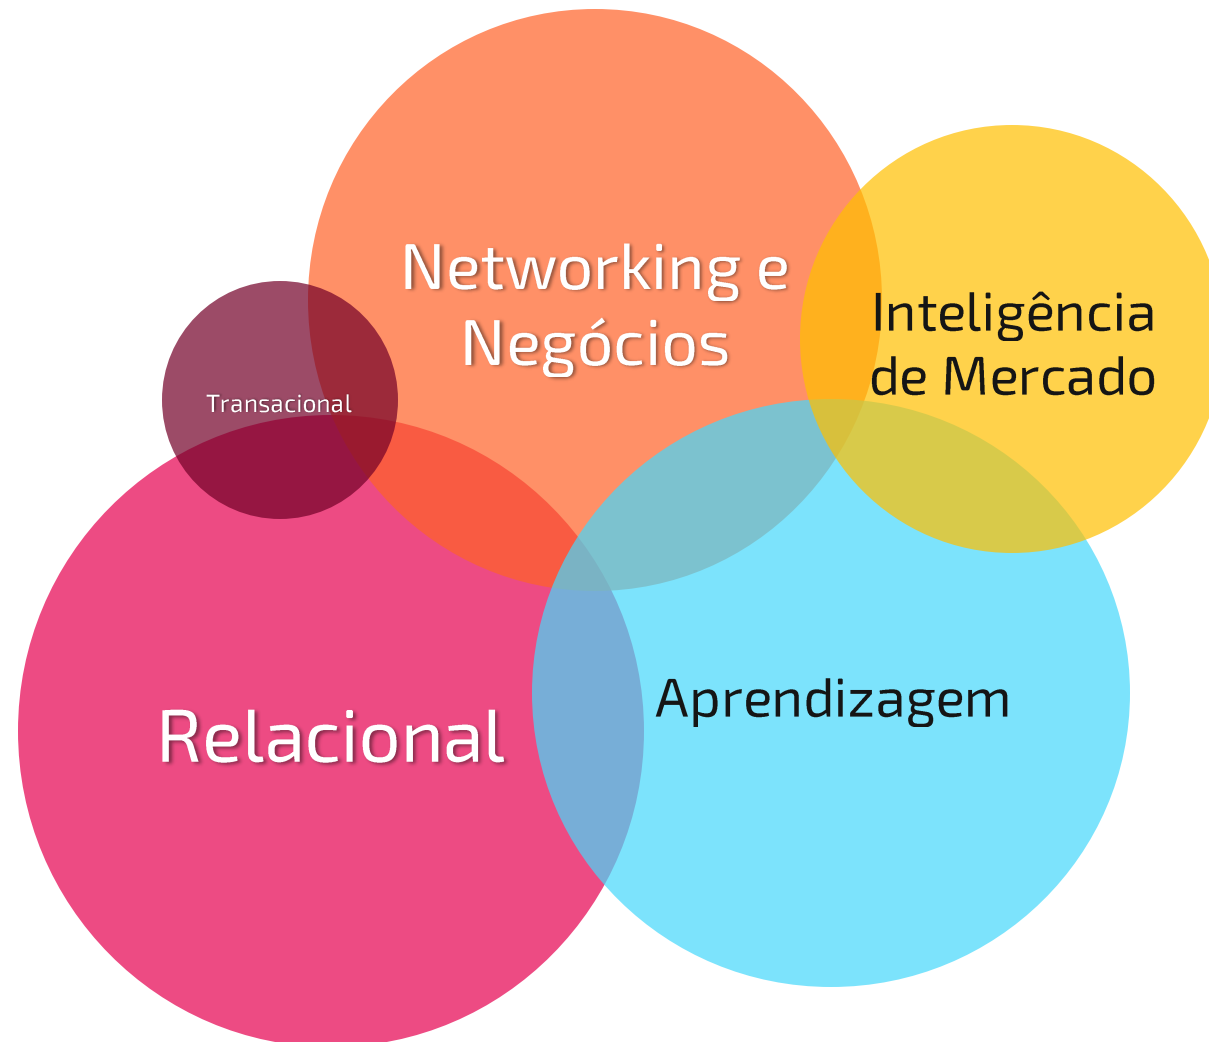 Networking e
Negócios
Inteligência
de Mercado
Transacional
Relacional
Aprendizagem